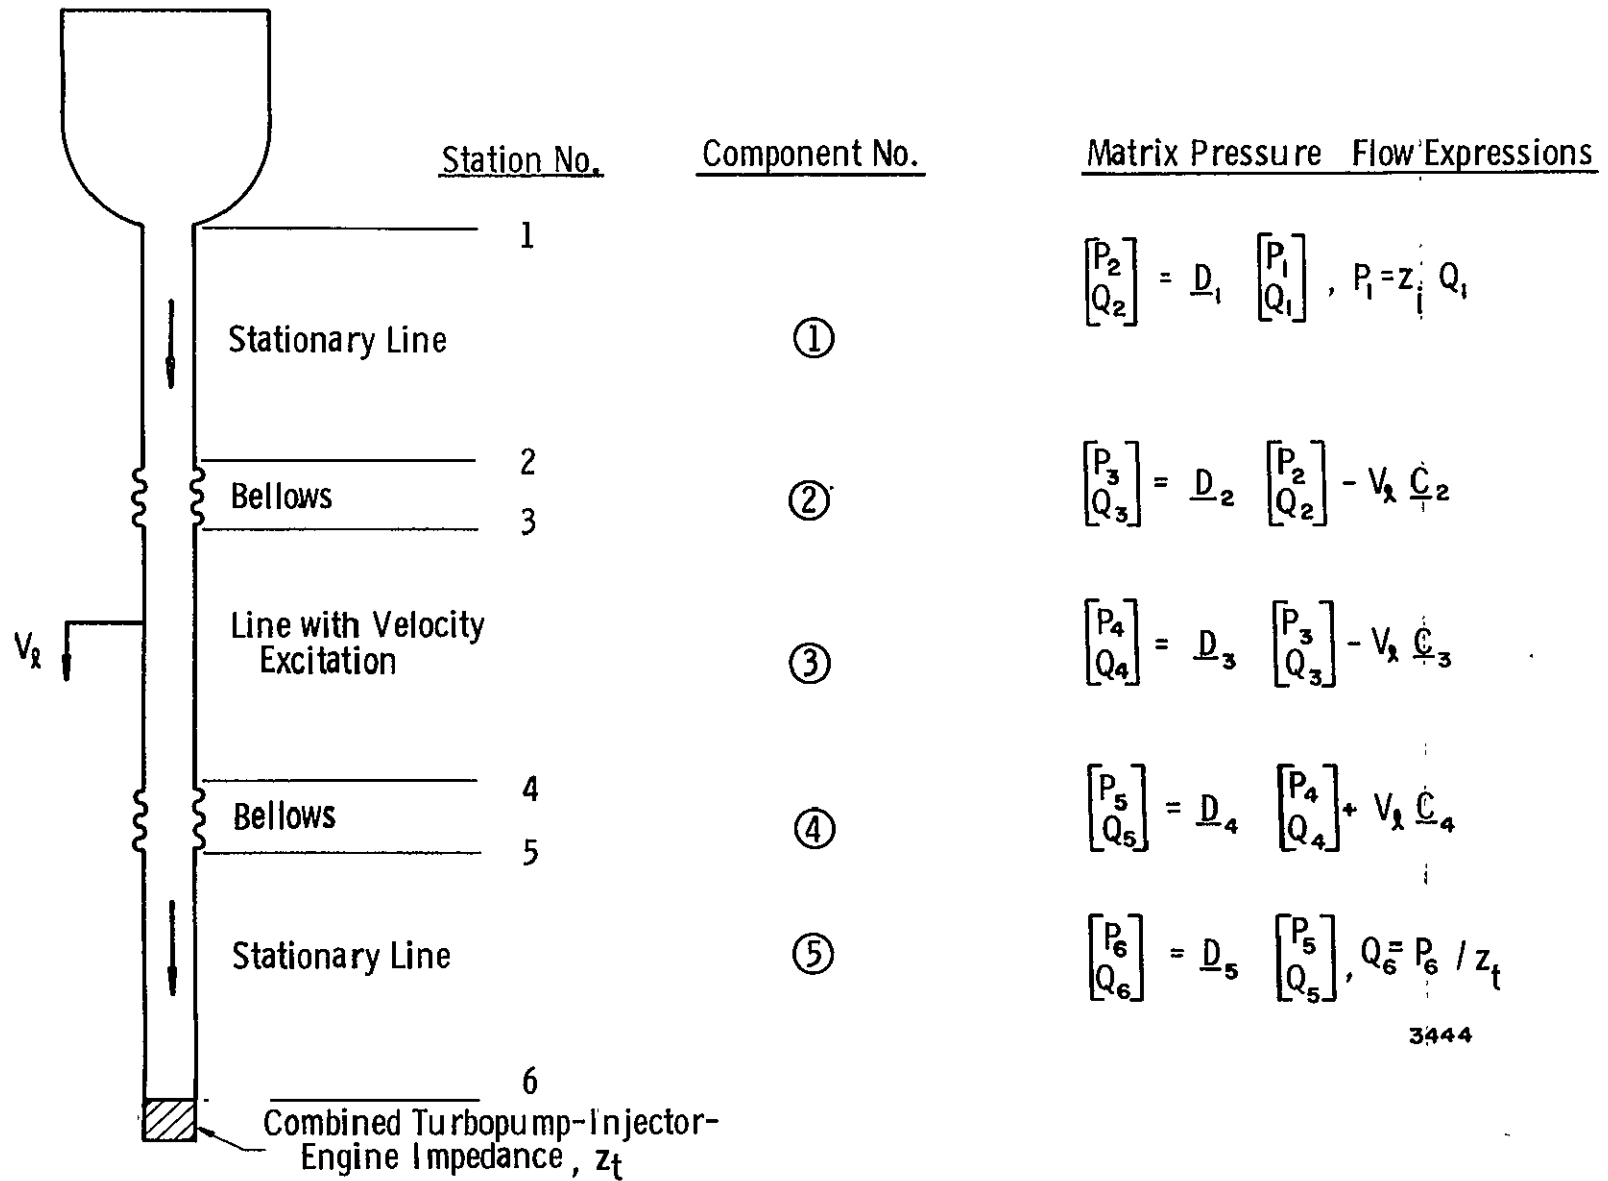 Station No. Component No. Matrix Pressure Flow Expressions
1
[P₂ Q₂] = D₁ [P₁ Q₁] , P₁ = zᵢ Q₁
Stationary Line ①
2
Bellows ② [P₃ Q₃] = D₂ [P₂ Q₂] - Vℓ C₂
3
Vℓ
Line with Velocity
Excitation ③ [P₄ Q₄] = D₃ [P₃ Q₃] - Vℓ C₃
4
Bellows ④ [P₅ Q₅] = D₄ [P₄ Q₄] + Vℓ C₄
5
Stationary Line ⑤ [P₆ Q₆] = D₅ [P₅ Q₅] , Q₆ = P₆ / zₜ
3444
6
Combined Turbopump-Injector-
Engine Impedance , zₜ